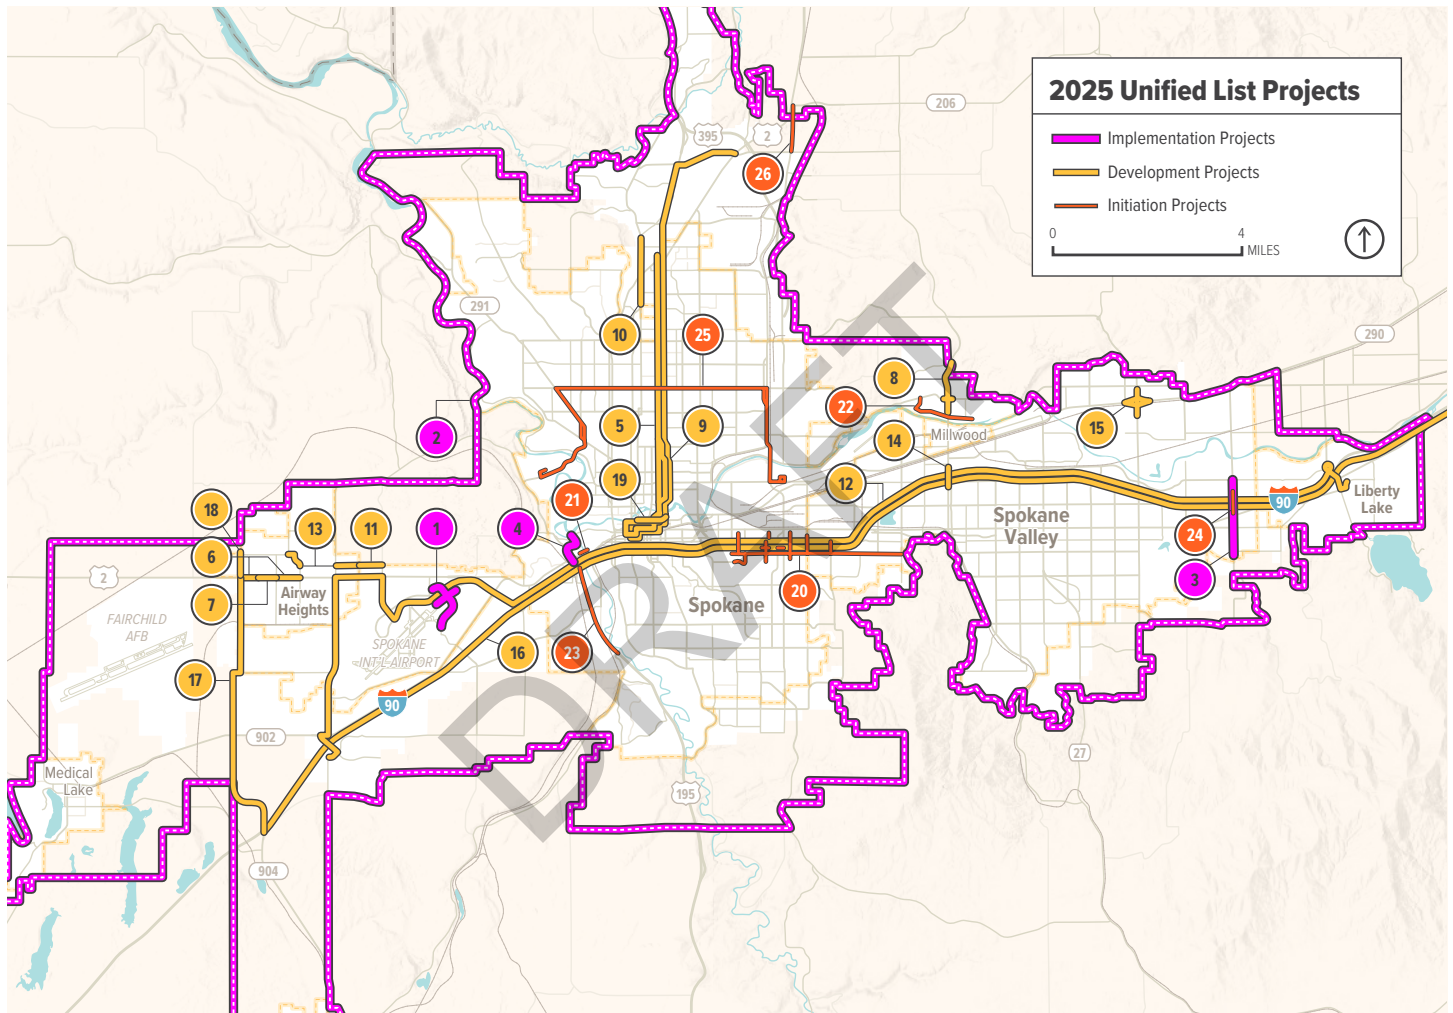 2025 Unified List Projects
Implementation Projects
Development Projects
Initiation Projects
0
4
MILES
206
395
2
26
291
10
25
290
8
22
5
9
2
14
Millwood
15
19
12
18
21
90
Liberty
Lake
13
11
1
4
Spokane
Valley
24
6
2
Airway
Heights
3
7
Spokane
20
FAIRCHILD
AFB
SPOKANE
INT'L AIRPORT
16
23
17
90
902
27
Medical
Lake
195
904
DRAFT